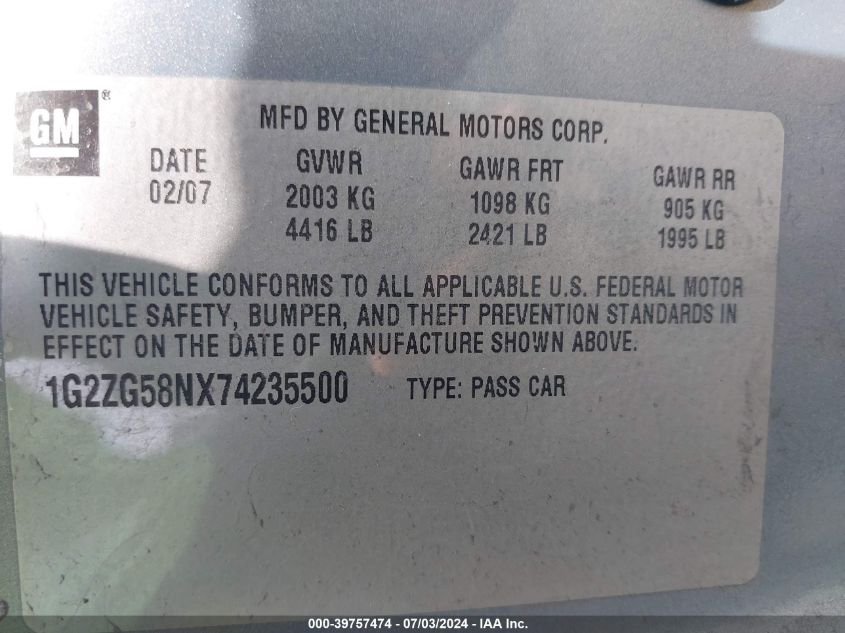 GM®
MFD BY GENERAL MOTORS CORP.
DATE GVWR GAWR FRT GAWR RR
02/07 2003 KG 1098 KG 905 KG
4416 LB 2421 LB 1995 LB
THIS VEHICLE CONFORMS TO ALL APPLICABLE U.S. FEDERAL MOTOR
VEHICLE SAFETY, BUMPER, AND THEFT PREVENTION STANDARDS IN
EFFECT ON THE DATE OF MANUFACTURE SHOWN ABOVE.
1G2ZG58NX74235500 TYPE: PASS CAR
000-39757474 - 07/03/2024 - IAA Inc.